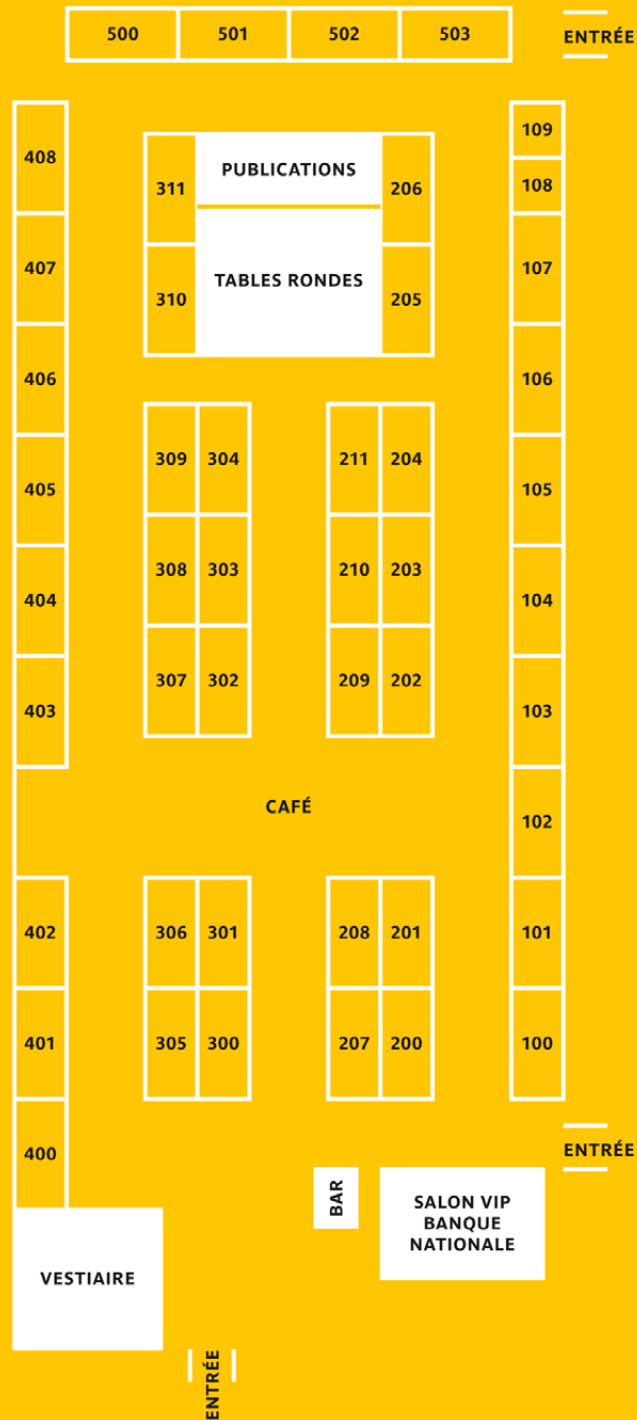 500 501 502 503
ENTRÉE
109
408
PUBLICATIONS
311 206
108
407
TABLES RONDES
107
310 205
406
106
309 304 211 204
405
105
308 303 210 203
404
104
307 302 209 202
403
103
CAFÉ
102
402 306 301 208 201 101
401 305 300 207 200 100
400
ENTRÉE
BAR
SALON VIP
BANQUE
NATIONALE
VESTIAIRE
ENTRÉE